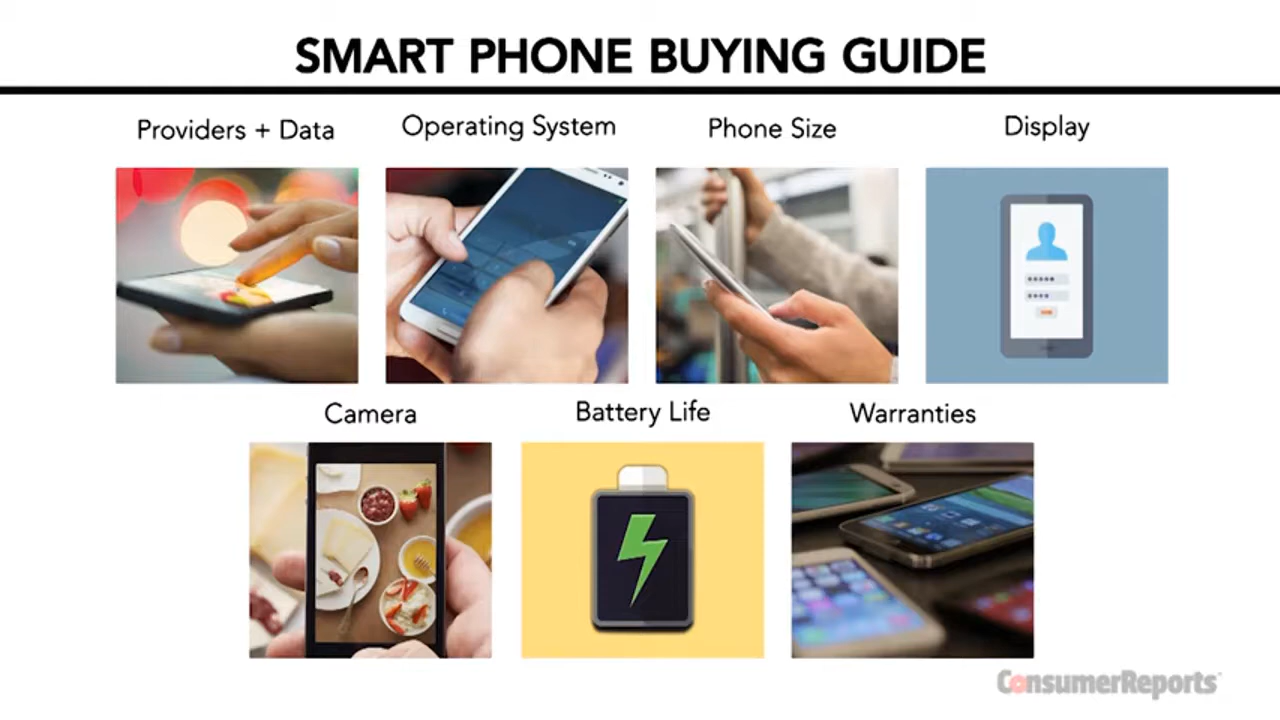 SMART PHONE BUYING GUIDE
Providers + Data
Operating System
Phone Size
Display
Camera
Battery Life
Warranties
ConsumerReports